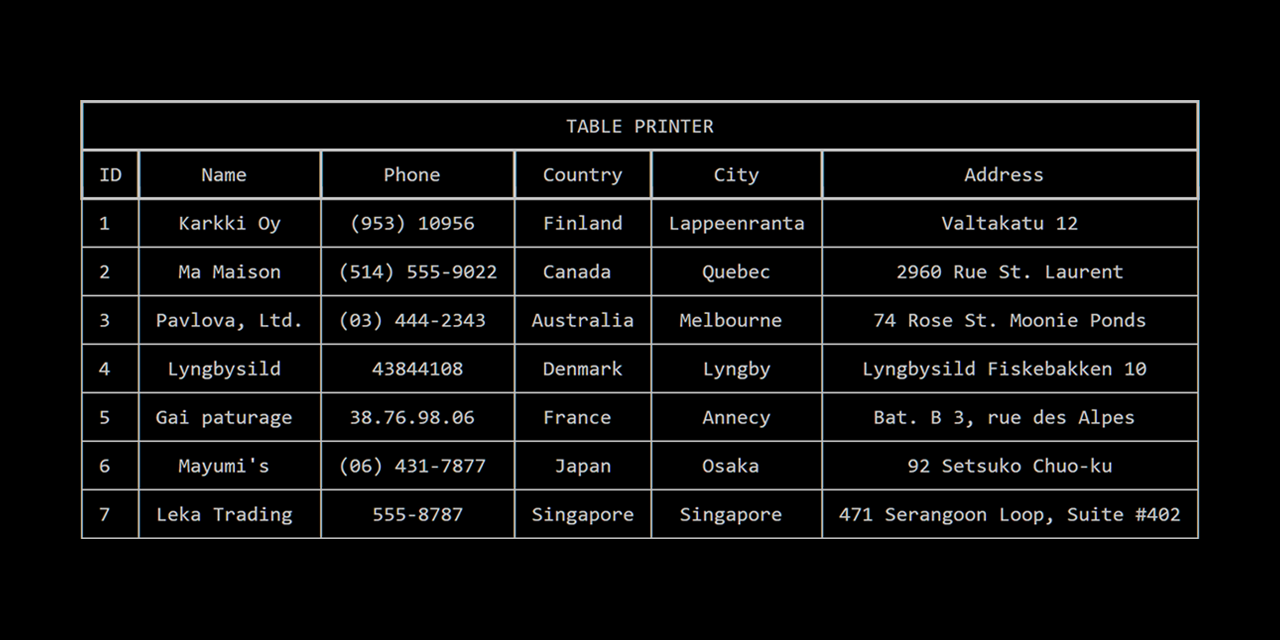 TABLE PRINTER
ID Name Phone Country City Address
1 Karkki Oy (953) 10956 Finland Lappeenranta Valtakatu 12
2 Ma Maison (514) 555-9022 Canada Quebec 2960 Rue St. Laurent
3 Pavlova, Ltd. (03) 444-2343 Australia Melbourne 74 Rose St. Moonie Ponds
4 Lyngbysild 43844108 Denmark Lyngby Lyngbysild Fiskebakken 10
5 Gai paturage 38.76.98.06 France Annecy Bat. B 3, rue des Alpes
6 Mayumi's (06) 431-7877 Japan Osaka 92 Setsuko Chuo-ku
7 Leka Trading 555-8787 Singapore Singapore 471 Serangoon Loop, Suite #402